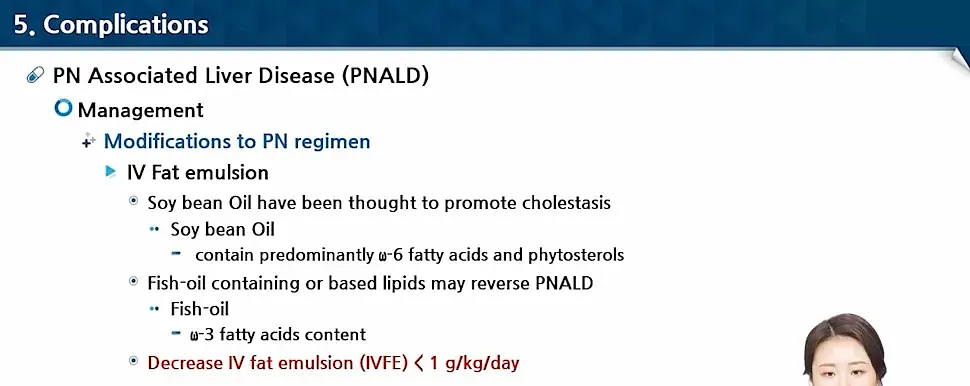 5. Complications
PN Associated Liver Disease (PNALD)
Management
Modifications to PN regimen
IV Fat emulsion
Soy bean Oil have been thought to promote cholestasis
Soy bean Oil
contain predominantly ω-6 fatty acids and phytosterols
Fish-oil containing or based lipids may reverse PNALD
Fish-oil
ω-3 fatty acids content
Decrease IV fat emulsion (IVFE) < 1 g/kg/day